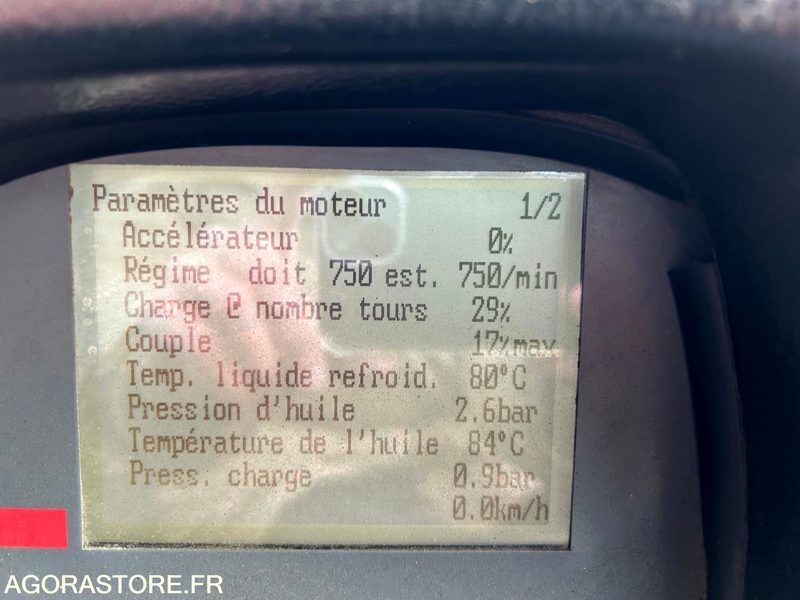 Paramètres du moteur 1/2
Accélérateur 0%
Régime doit 750 est. 750/min
Charge @ nombre tours 29%
Couple 17%max
Temp. liquide refroid. 80°C
Pression d'huile 2.6bar
Température de l'huile 84°C
Press. charge 0.9bar
0.0km/h
AGORASTORE.FR